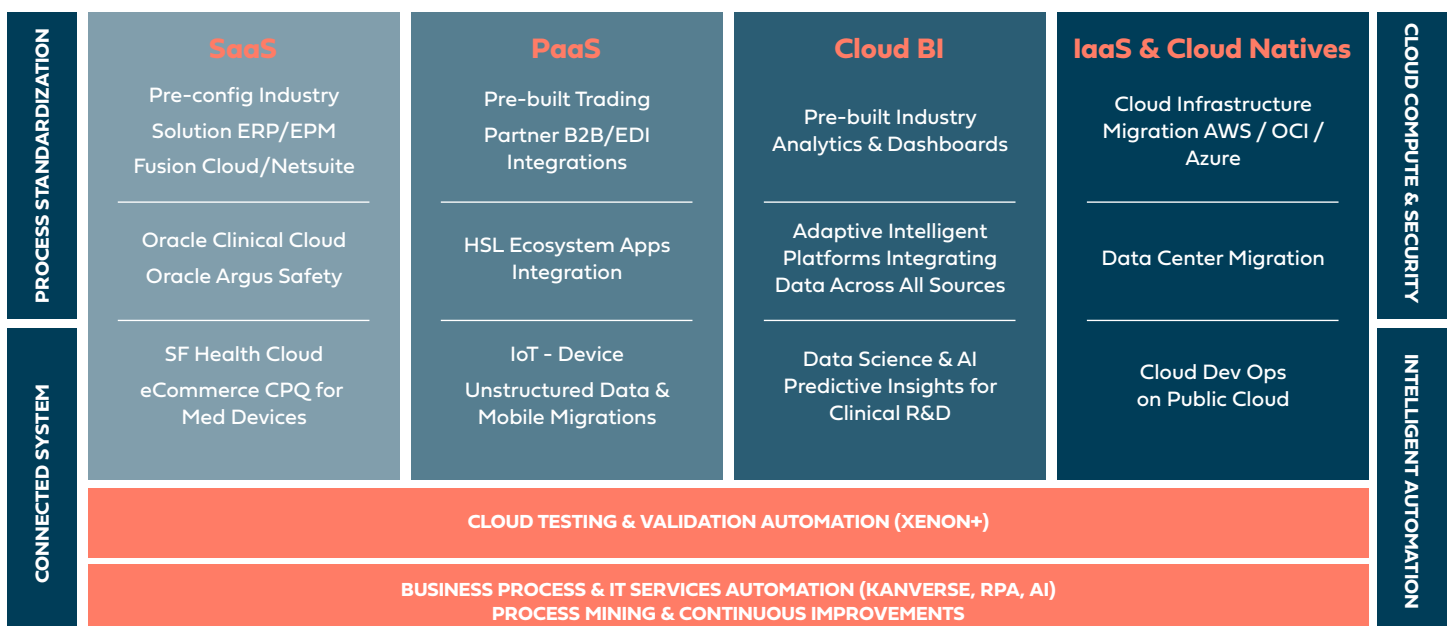 PROCESS STANDARDIZATION
CONNECTED SYSTEM
SaaS
Pre-config Industry
Solution ERP/EPM
Fusion Cloud/Netsuite
Oracle Clinical Cloud
Oracle Argus Safety
SF Health Cloud
eCommerce CPQ for
Med Devices
PaaS
Pre-built Trading
Partner B2B/EDI
Integrations
HSL Ecosystem Apps
Integration
IoT - Device
Unstructured Data &
Mobile Migrations
Cloud BI
Pre-built Industry
Analytics & Dashboards
Adaptive Intelligent
Platforms Integrating
Data Across All Sources
Data Science & AI
Predictive Insights for
Clinical R&D
IaaS & Cloud Natives
Cloud Infrastructure
Migration AWS / OCI /
Azure
Data Center Migration
Cloud Dev Ops
on Public Cloud
CLOUD COMPUTE & SECURITY
INTELLIGENT AUTOMATION
CLOUD TESTING & VALIDATION AUTOMATION (XENON+)
BUSINESS PROCESS & IT SERVICES AUTOMATION (KANVERSE, RPA, AI)
PROCESS MINING & CONTINUOUS IMPROVEMENTS